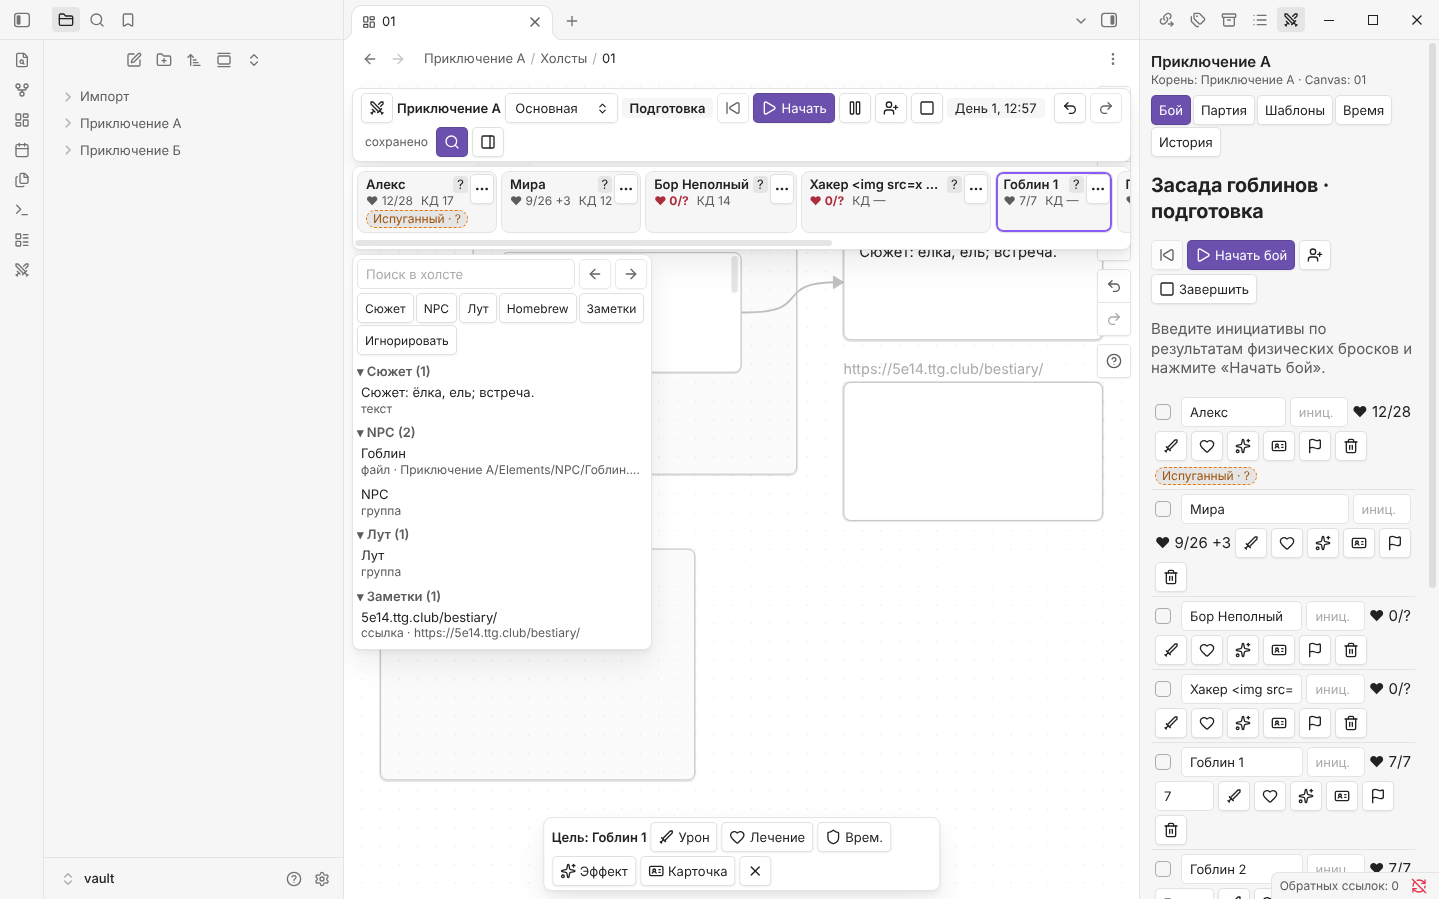 01
Приключение А / Холсты / 01
Импорт
Приключение А
Приключение Б
vault
Приключение А Основная Подготовка Начать День 1, 12:57
сохранено
Алекс ? ...
12/28 КД 17
Испуганный · ?
Мира ? ...
9/26 +3 КД 12
Бор Неполный ? ...
0/? КД 14
Хакер <img src=x ... ? ...
0/? КД —
Гоблин 1 ? ...
7/7 КД —
Сюжет: ёлка, ель; встреча.
https://5e14.ttg.club/bestiary/
Поиск в холсте
Сюжет NPC Лут Homebrew Заметки
Игнорировать
Сюжет (1)
Сюжет: ёлка, ель; встреча.
текст
NPC (2)
Гоблин
файл · Приключение А/Elements/NPC/Гоблин....
NPC
группа
Лут (1)
Лут
группа
Заметки (1)
5e14.ttg.club/bestiary/
ссылка · https://5e14.ttg.club/bestiary/
Цель: Гоблин 1 Урон Лечение Врем.
Эффект Карточка
Приключение А
Корень: Приключение А · Canvas: 01
Бой Партия Шаблоны Время
История
Засада гоблинов ·
подготовка
Начать бой
Завершить
Введите инициативы по
результатам физических бросков и
нажмите «Начать бой».
Алекс иниц. 12/28
Испуганный · ?
Мира иниц.
9/26 +3
Бор Неполный иниц. 0/?
Хакер <img src= иниц. 0/?
Гоблин 1 иниц. 7/7
7
Гоблин 2 иниц. 7/7
Обратных ссылок: 0